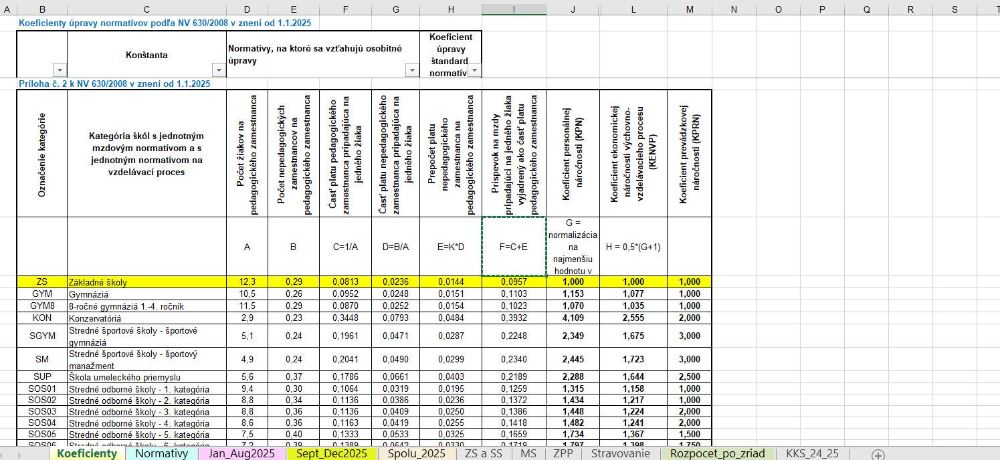 A B C D E F G H I J L M N O P Q R S T
Koeficienty úpravy normatívov podľa NV 630/2008 v znení od 1.1.2025
Konštanta
Normatívy, na ktoré sa vzťahujú osobitné
úpravy
Koeficient
úpravy
štandard
normatív
Príloha č. 2 k NV 630/2008 v znení od 1.1.2025
Označenie kategórie
Kategória škôl s jednotným
mzdovým normatívom a s
jednotným normatívom na
vzdelávací proces
Počet žiakov na
pedagogického zamestnanca
Počet nepedagogických
zamestnancov na
pedagogického zamestnanca
Časť platu pedagogického
zamestnanca pripadajúca na
jedného žiaka
Časť platu nepedagogického
zamestnanca pripadajúca na
jedného žiaka
Prepočet platu
nepedagogického
zamestnanca na
pedagogického zamestnanca
Príspevok na mzdy
pripadajúci na jedného žiaka
vyjadrený ako časť platu
pedagogického zamestnanca
Koeficient personálnej
náročnosti (KPN)
Koeficient ekonomickej
náročnosti výchovno-
vzdelávacieho procesu
(KENVP)
Koeficient prevádzkovej
náročnosti (KPRN)
A B C=1/A D=B/A E=K*D F=C+E
G =
normalizácia
na
najmenšiu
hodnotu v
H = 0,5*(G+1)
ZS Základné školy 12,3 0,29 0,0813 0,0236 0,0144 0,0957 1,000 1,000 1,000
GYM Gymnáziá 10,5 0,26 0,0952 0,0248 0,0151 0,1103 1,153 1,077 1,000
GYM8 8-ročné gymnáziá 1.-4. ročník 11,5 0,29 0,0870 0,0252 0,0154 0,1023 1,070 1,035 1,000
KON Konzervatóriá 2,9 0,23 0,3448 0,0793 0,0484 0,3932 4,109 2,555 2,000
SGYM Stredné športové školy - športové
gymnáziá 5,1 0,24 0,1961 0,0471 0,0287 0,2248 2,349 1,675 3,000
SM Stredné športové školy - športový
manažment 4,9 0,24 0,2041 0,0490 0,0299 0,2340 2,445 1,723 3,000
SUP Škola umeleckého priemyslu 5,6 0,37 0,1786 0,0661 0,0403 0,2189 2,288 1,644 2,500
SOS01 Stredné odborné školy - 1. kategória 9,4 0,30 0,1064 0,0319 0,0195 0,1259 1,315 1,158 1,000
SOS02 Stredné odborné školy - 2. kategória 8,8 0,34 0,1136 0,0386 0,0236 0,1372 1,434 1,217 1,000
SOS03 Stredné odborné školy - 3. kategória 8,8 0,36 0,1136 0,0409 0,0250 0,1386 1,448 1,224 2,000
SOS04 Stredné odborné školy - 4. kategória 8,6 0,36 0,1163 0,0419 0,0255 0,1418 1,482 1,241 2,000
SOS05 Stredné odborné školy - 5. kategória 7,5 0,40 0,1333 0,0533 0,0325 0,1659 1,734 1,367 1,500
SOS06 Stredné odborné školy - 6. kategória 7,2 0,39 0,1389 0,0542 0,0330 0,1719 1,797 1,398 1,750
Koeficienty Normatívy Jan_Aug2025 Sept_Dec2025 Spolu_2025 ZS a SS MS ZPP Stravovanie Rozpocet_po_zriad KKS_24_25